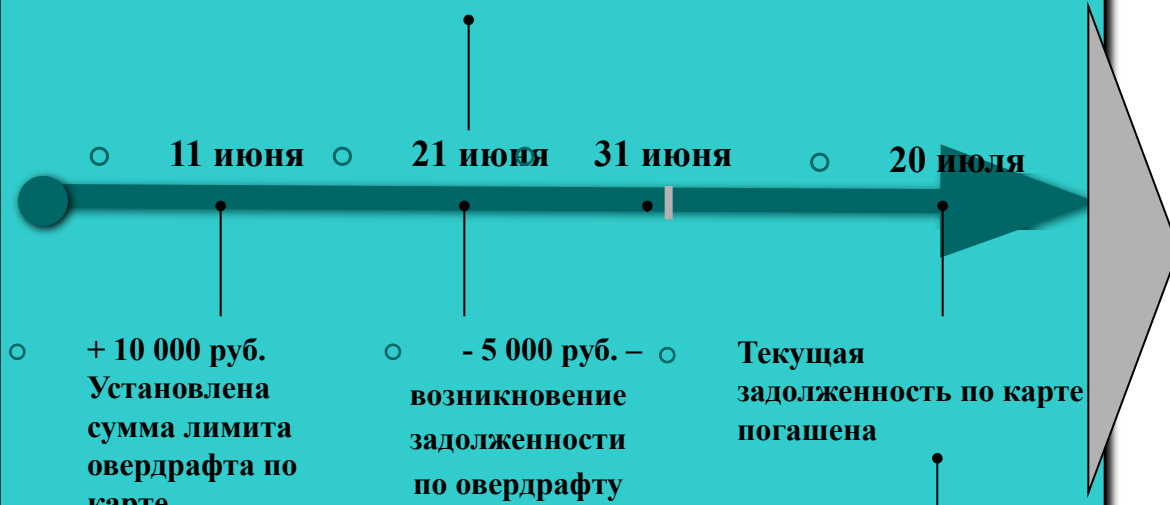 11 июня
21 июня
31 июня
20 июля
+ 10 000 руб.
Установлена
сумма лимита
овердрафта по
карте
- 5 000 руб. –
возникновение
задолженности
по овердрафту
Текущая
задолженность по карте
погашена